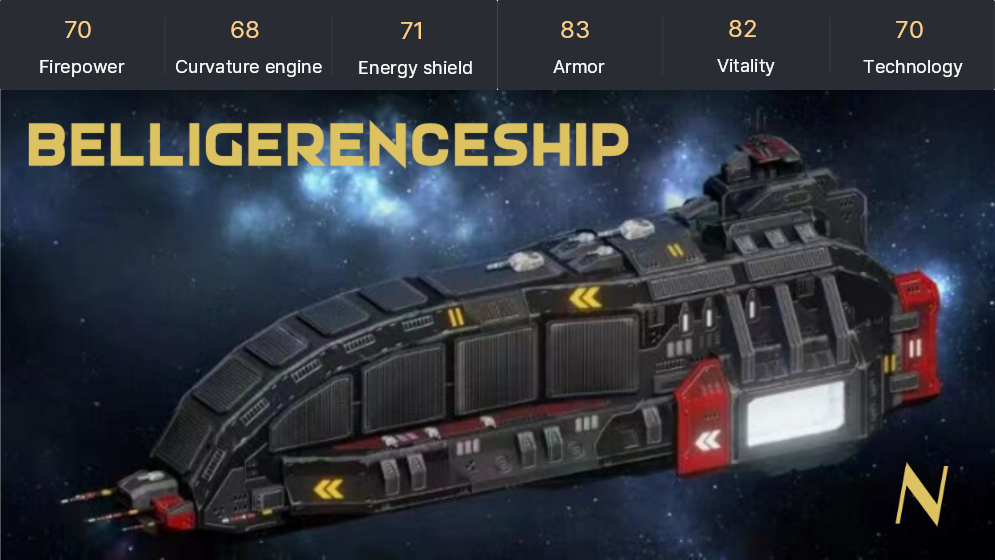 70 68 71 83 82 70
Firepower Curvature engine Energy shield Armor Vitality Technology
BELLIGERENCESHIP
N